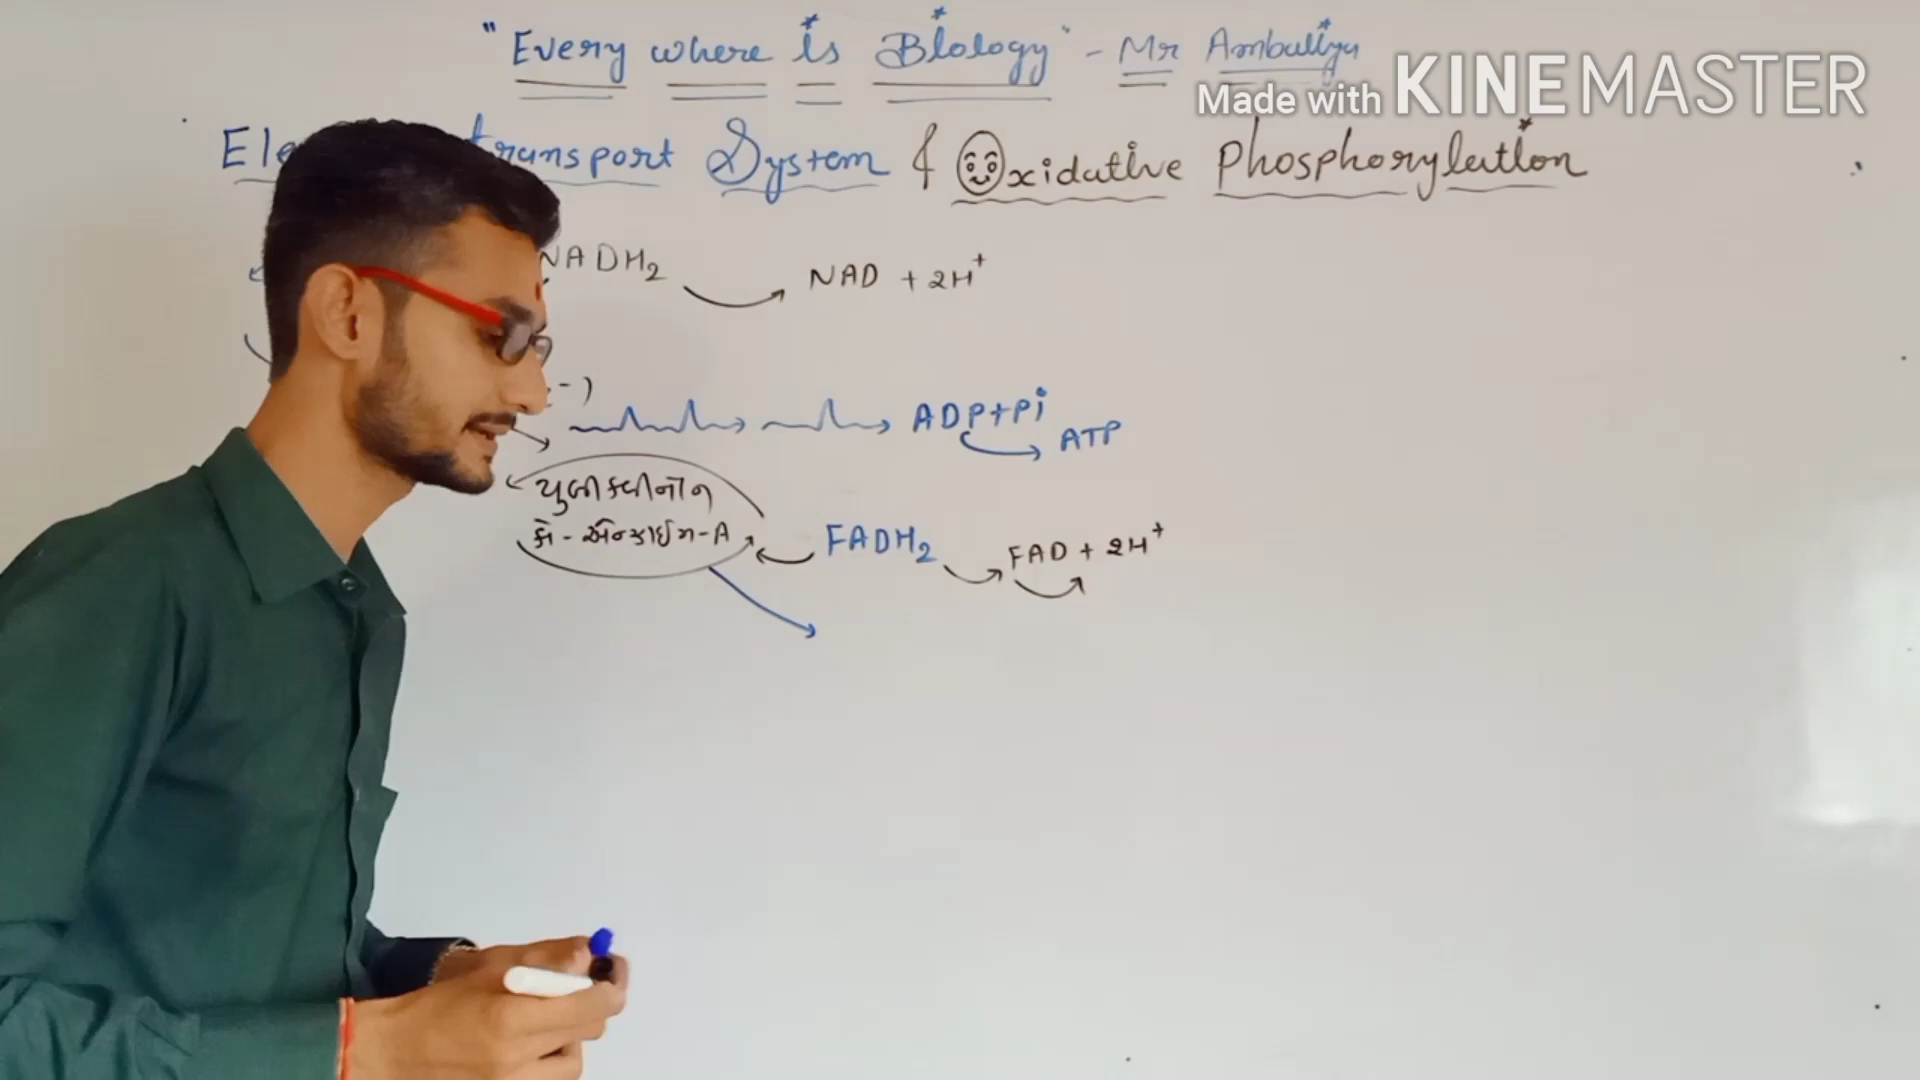 "Every where is Biology" - Mr Ambaliya
Made with KINEMASTER
transport System & Oxidative phosphorylation
NADH₂ NAD + 2H⁺
ADP+Pi
ATP
યુબીક્વીનોન
કો-એન્ઝાઈમ-A FADH₂ FAD + 2H⁺